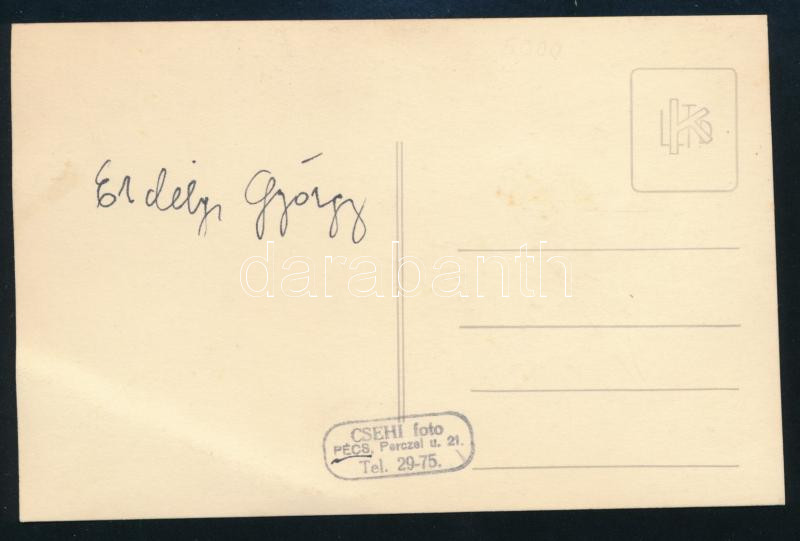 5000
Erdélyi György
darabanth
CSEHI foto
PÉCS, Perczel u. 21.
Tel. 29-75.